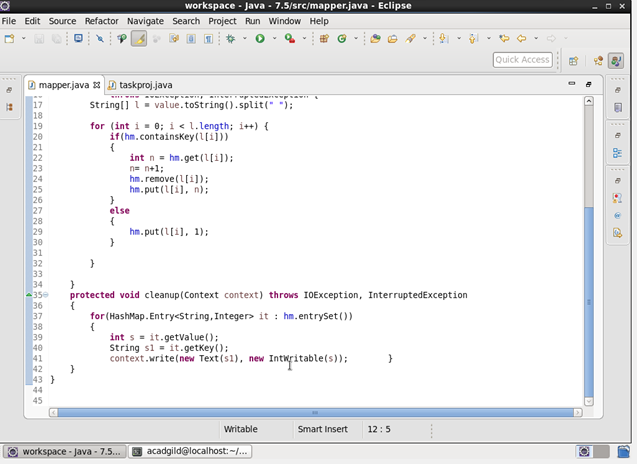 workspace - Java - 7.5/src/mapper.java - Eclipse
File Edit Source Refactor Navigate Search Project Run Window Help
Quick Access
mapper.java taskproj.java
throws IOException, InterruptedException {
17 String[] l = value.toString().split(" ");
18
19 for (int i = 0; i < l.length; i++) {
20 if(hm.containsKey(l[i]))
21 {
22 int n = hm.get(l[i]);
23 n= n+1;
24 hm.remove(l[i]);
25 hm.put(l[i], n);
26 }
27 else
28 {
29 hm.put(l[i], 1);
30 }
31
32 }
33
34 }
35 protected void cleanup(Context context) throws IOException, InterruptedException
36 {
37 for(HashMap.Entry<String,Integer> it : hm.entrySet())
38 {
39 int s = it.getValue();
40 String s1 = it.getKey();
41 context.write(new Text(s1), new IntWritable(s)); }
42 }
43 }
44
45
Writable Smart Insert 12 : 5
workspace - Java - 7.5... acadgild@localhost:~/...